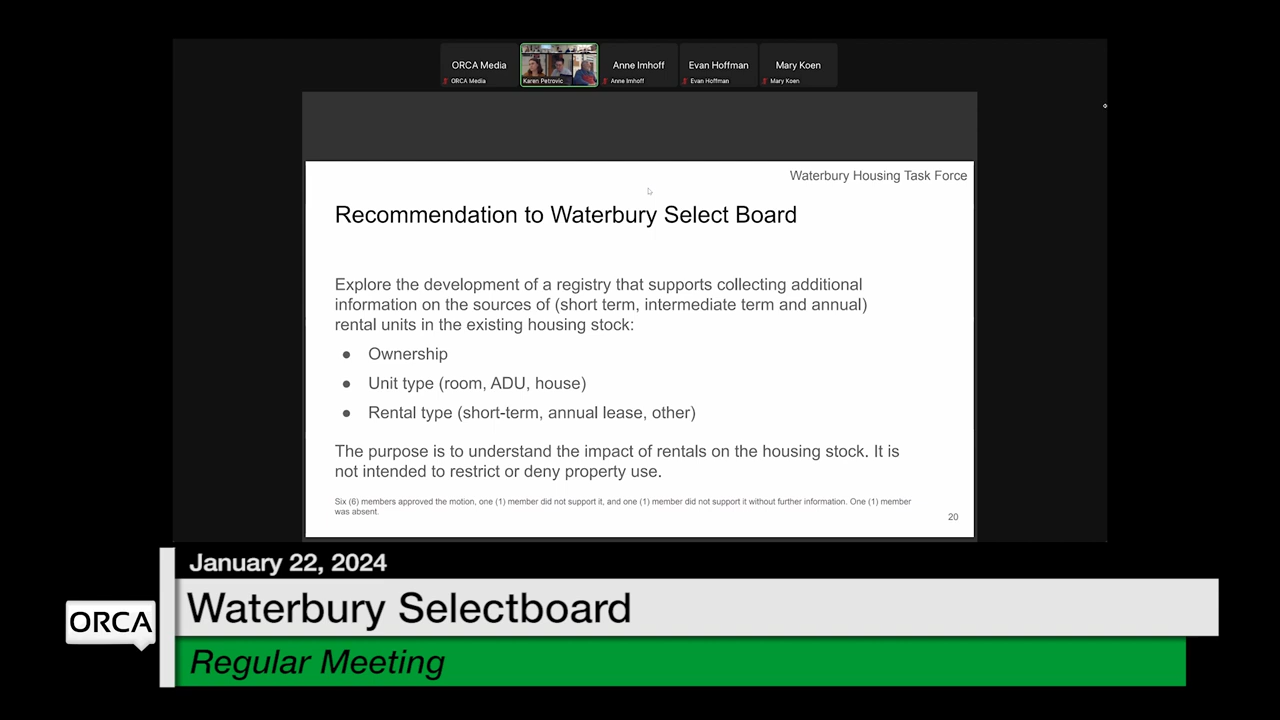 ORCA Media
Anne Imhoff
Evan Hoffman
Mary Koen
ORCA Media
Karen Petrovic
Anne Imhoff
Evan Hoffman
Mary Koen
Waterbury Housing Task Force
Recommendation to Waterbury Select Board
Explore the development of a registry that supports collecting additional
information on the sources of (short term, intermediate term and annual)
rental units in the existing housing stock:
● Ownership
● Unit type (room, ADU, house)
● Rental type (short-term, annual lease, other)
The purpose is to understand the impact of rentals on the housing stock. It is
not intended to restrict or deny property use.
Six (6) members approved the motion, one (1) member did not support it, and one (1) member did not support it without further information. One (1) member
was absent.
20
January 22, 2024
ORCA
Waterbury Selectboard
Regular Meeting